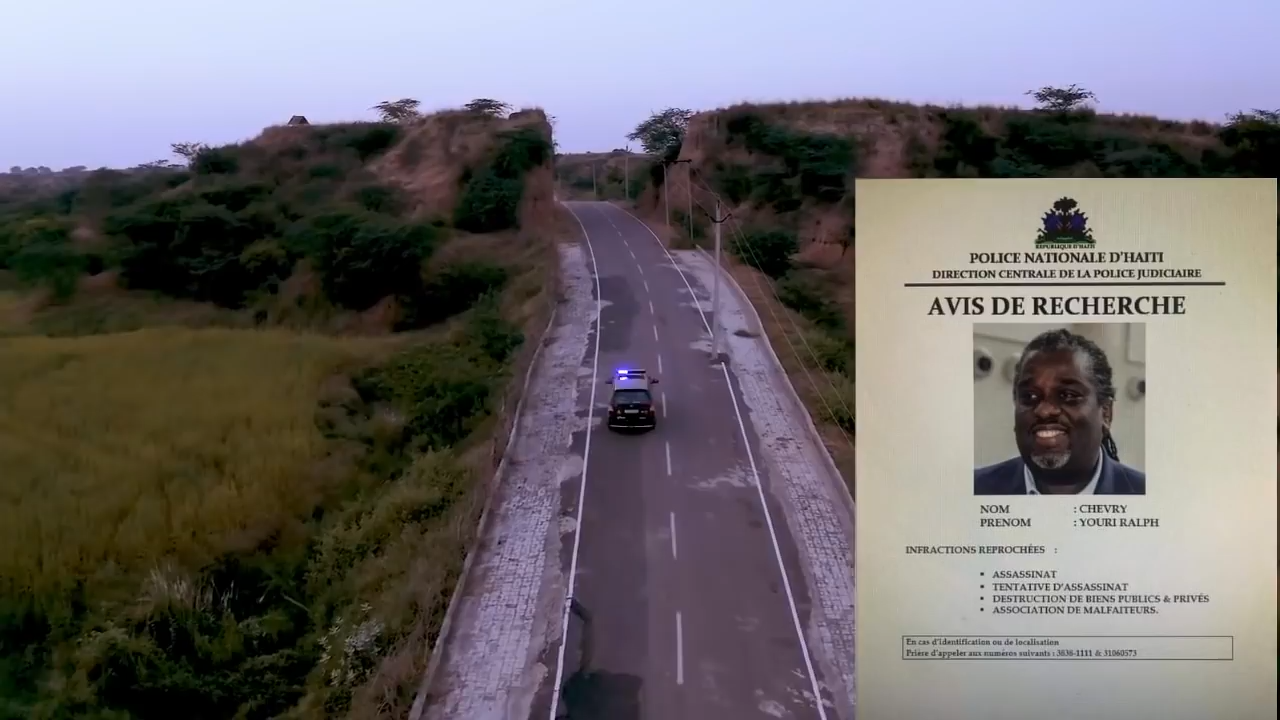 REPUBLIQUE D'HAITI
POLICE NATIONALE D'HAITI
DIRECTION CENTRALE DE LA POLICE JUDICIAIRE
AVIS DE RECHERCHE
NOM : CHEVRY
PRENOM : YOURI RALPH
INFRACTIONS REPROCHÉES :
▪ ASSASSINAT
▪ TENTATIVE D'ASSASSINAT
▪ DESTRUCTION DE BIENS PUBLICS & PRIVÉS
▪ ASSOCIATION DE MALFAITEURS.
En cas d'identification ou de localisation
Prière d'appeler aux numéros suivants : 3838-1111 & 31060573